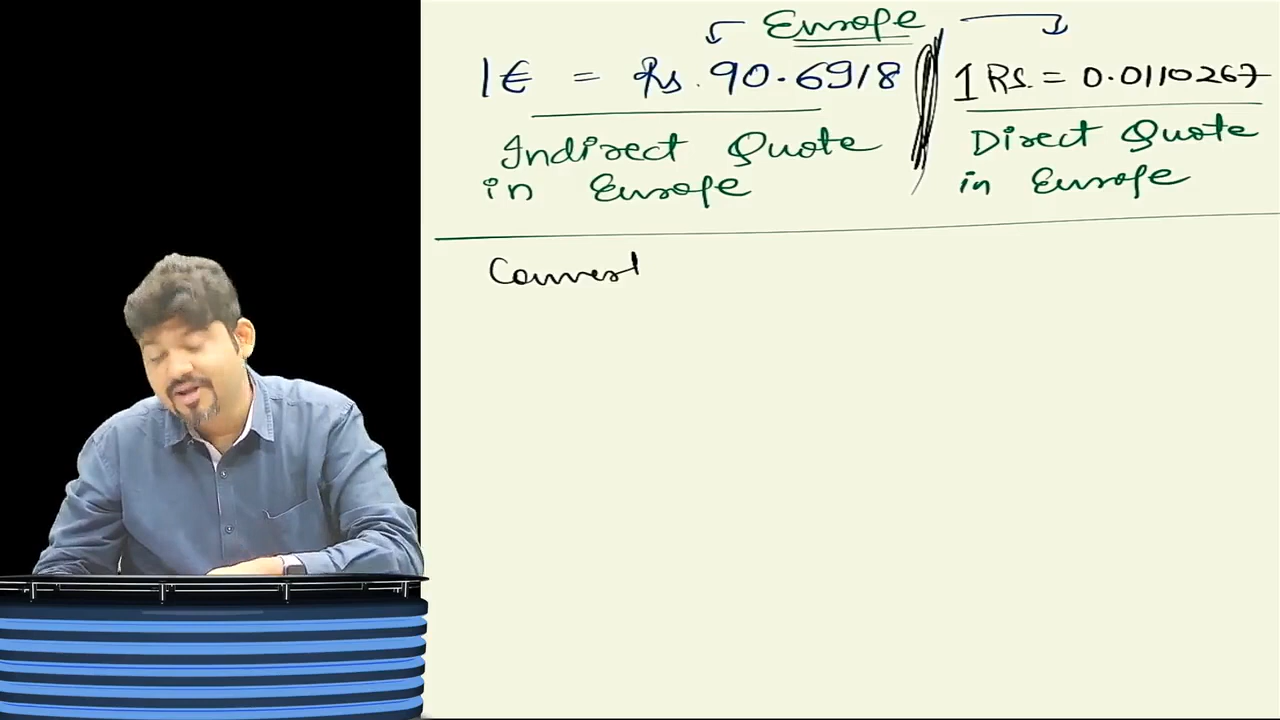 Europe
1€ = Rs. 90.6918
1 Rs. = 0.0110267
Indirect Quote
in Europe
Direct Quote
in Europe
Convert